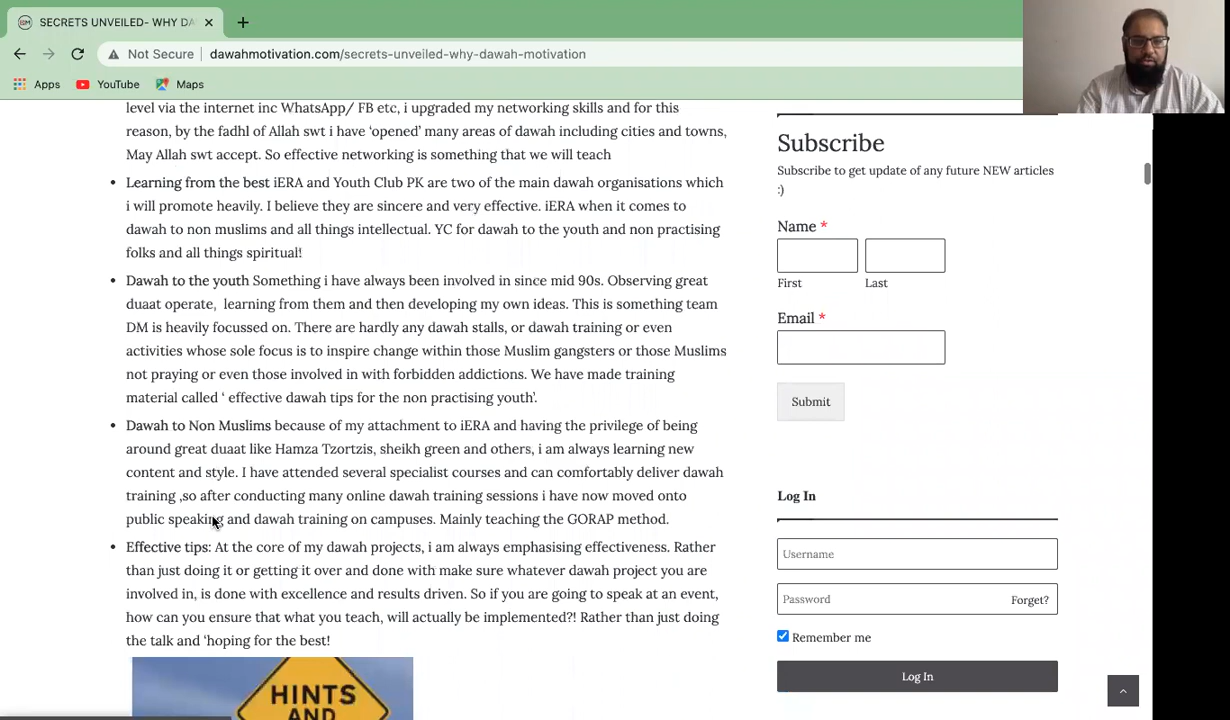 SECRETS UNVEILED- WHY DA
Not Secure
dawahmotivation.com/secrets-unveiled-why-dawah-motivation
Apps
YouTube
Maps
level via the internet inc WhatsApp/ FB etc, i upgraded my networking skills and for this
reason, by the fadhl of Allah swt i have ‘opened’ many areas of dawah including cities and towns,
May Allah swt accept. So effective networking is something that we will teach
• Learning from the best iERA and Youth Club PK are two of the main dawah organisations which
i will promote heavily. I believe they are sincere and very effective. iERA when it comes to
dawah to non muslims and all things intellectual. YC for dawah to the youth and non practising
folks and all things spiritual!
• Dawah to the youth Something i have always been involved in since mid 90s. Observing great
duaat operate, learning from them and then developing my own ideas. This is something team
DM is heavily focussed on. There are hardly any dawah stalls, or dawah training or even
activities whose sole focus is to inspire change within those Muslim gangsters or those Muslims
not praying or even those involved in with forbidden addictions. We have made training
material called ‘ effective dawah tips for the non practising youth’.
• Dawah to Non Muslims because of my attachment to iERA and having the privilege of being
around great duaat like Hamza Tzortzis, sheikh green and others, i am always learning new
content and style. I have attended several specialist courses and can comfortably deliver dawah
training ,so after conducting many online dawah training sessions i have now moved onto
public speaking and dawah training on campuses. Mainly teaching the GORAP method.
• Effective tips: At the core of my dawah projects, i am always emphasising effectiveness. Rather
than just doing it or getting it over and done with make sure whatever dawah project you are
involved in, is done with excellence and results driven. So if you are going to speak at an event,
how can you ensure that what you teach, will actually be implemented?! Rather than just doing
the talk and ‘hoping for the best!
HINTS
AND
Subscribe
Subscribe to get update of any future NEW articles
:)
Name *
First
Last
Email *
Submit
Log In
Username
Password
Forget?
Remember me
Log In